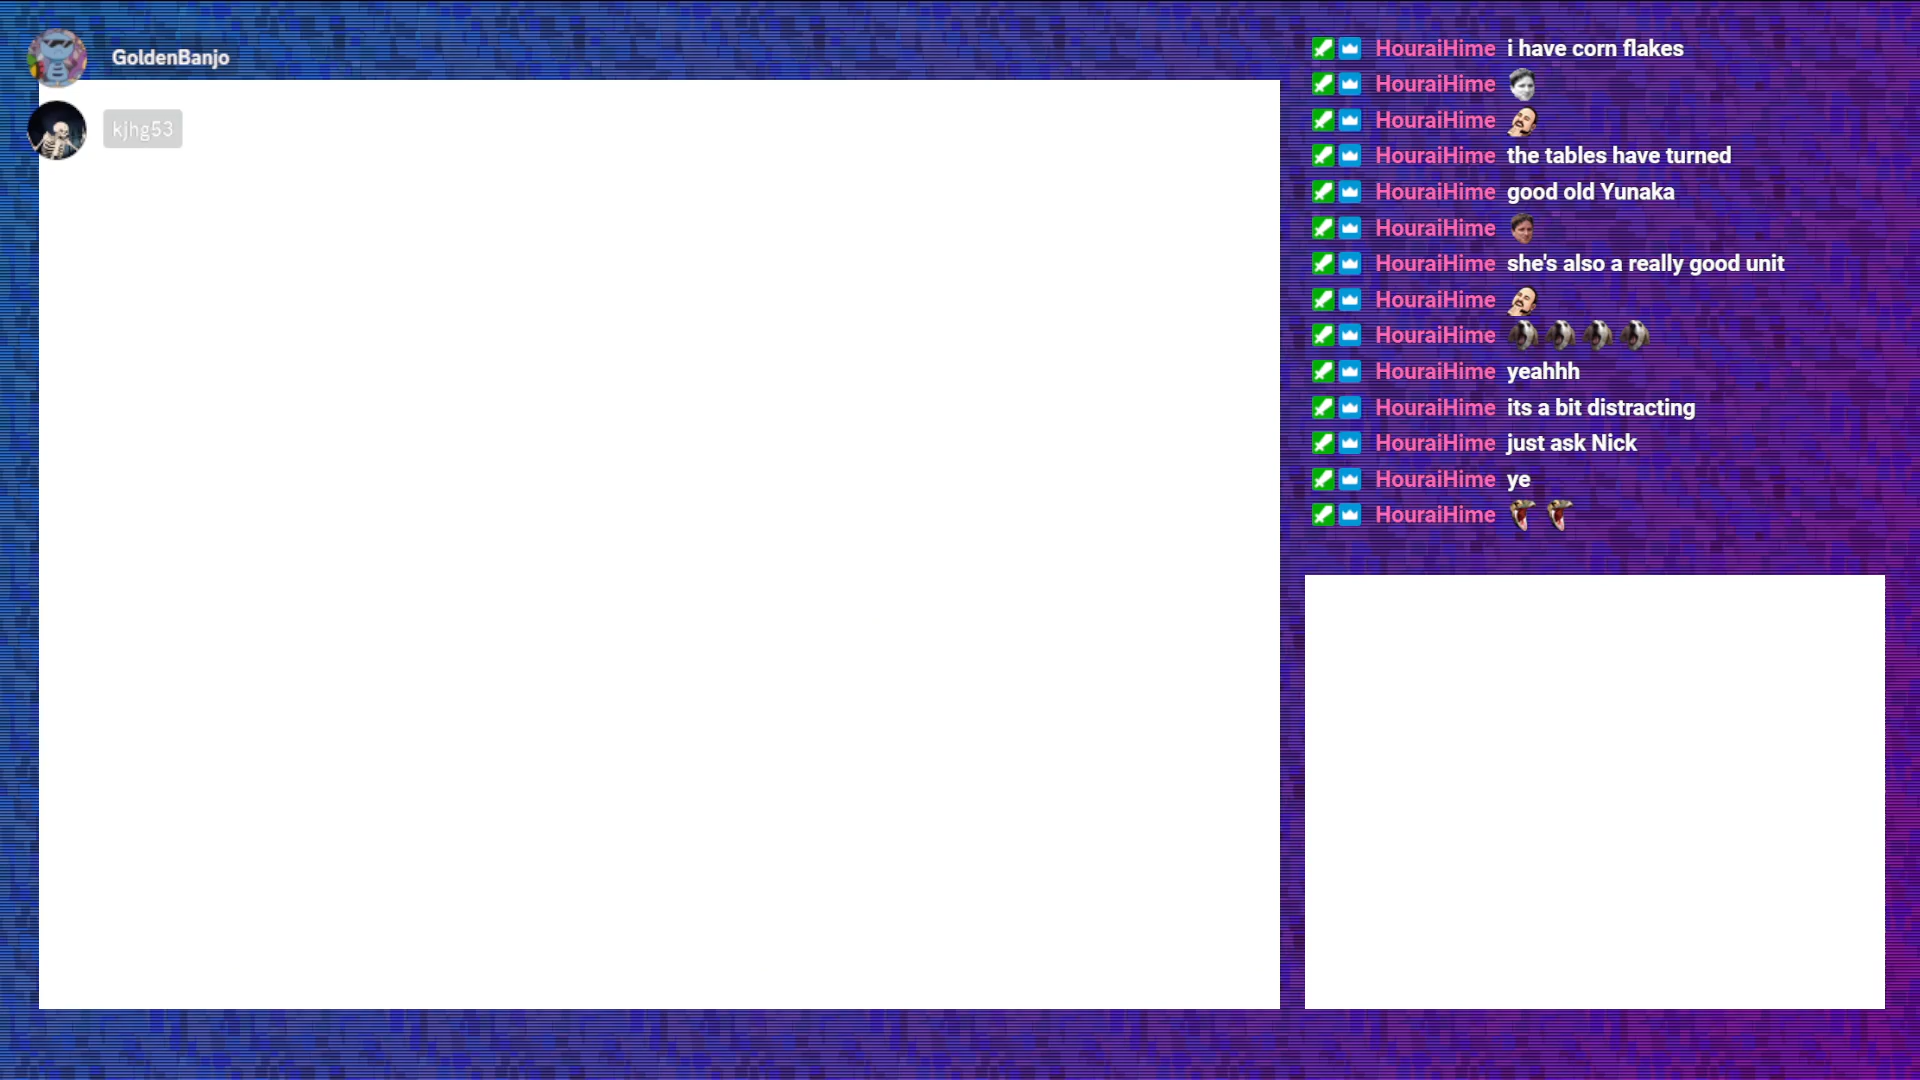 GoldenBanjo
kjhg53
HouraiHime i have corn flakes
HouraiHime
HouraiHime
HouraiHime the tables have turned
HouraiHime good old Yunaka
HouraiHime
HouraiHime she's also a really good unit
HouraiHime
HouraiHime
HouraiHime yeahhh
HouraiHime its a bit distracting
HouraiHime just ask Nick
HouraiHime ye
HouraiHime